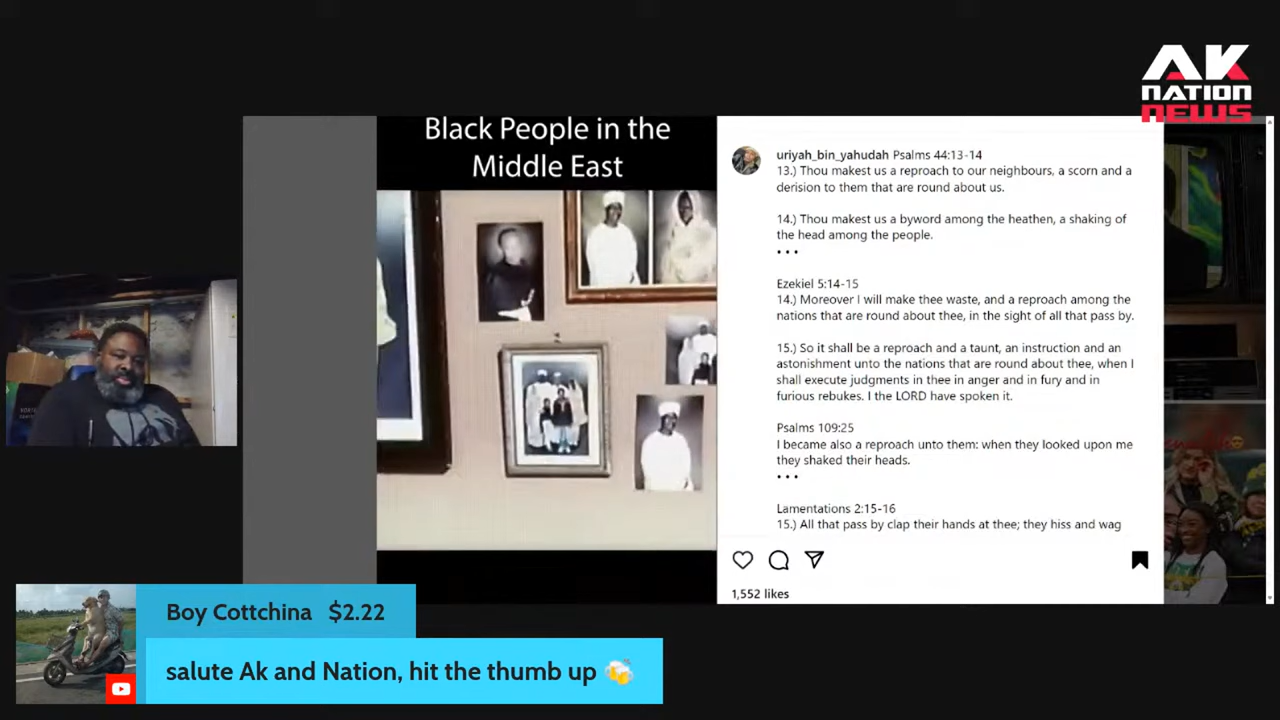 AK
NATION
NEWS
Black People in the
Middle East
uriyah_bin_yahudah Psalms 44:13-14
13.) Thou makest us a reproach to our neighbours, a scorn and a
derision to them that are round about us.
14.) Thou makest us a byword among the heathen, a shaking of
the head among the people.
• • •
Ezekiel 5:14-15
14.) Moreover I will make thee waste, and a reproach among the
nations that are round about thee, in the sight of all that pass by.
15.) So it shall be a reproach and a taunt, an instruction and an
astonishment unto the nations that are round about thee, when I
shall execute judgments in thee in anger and in fury and in
furious rebukes. I the LORD have spoken it.
Psalms 109:25
I became also a reproach unto them: when they looked upon me
they shaked their heads.
• • •
Lamentations 2:15-16
15.) All that pass by clap their hands at thee; they hiss and wag
1,552 likes
Boy Cottchina $2.22
salute Ak and Nation, hit the thumb up 🍻